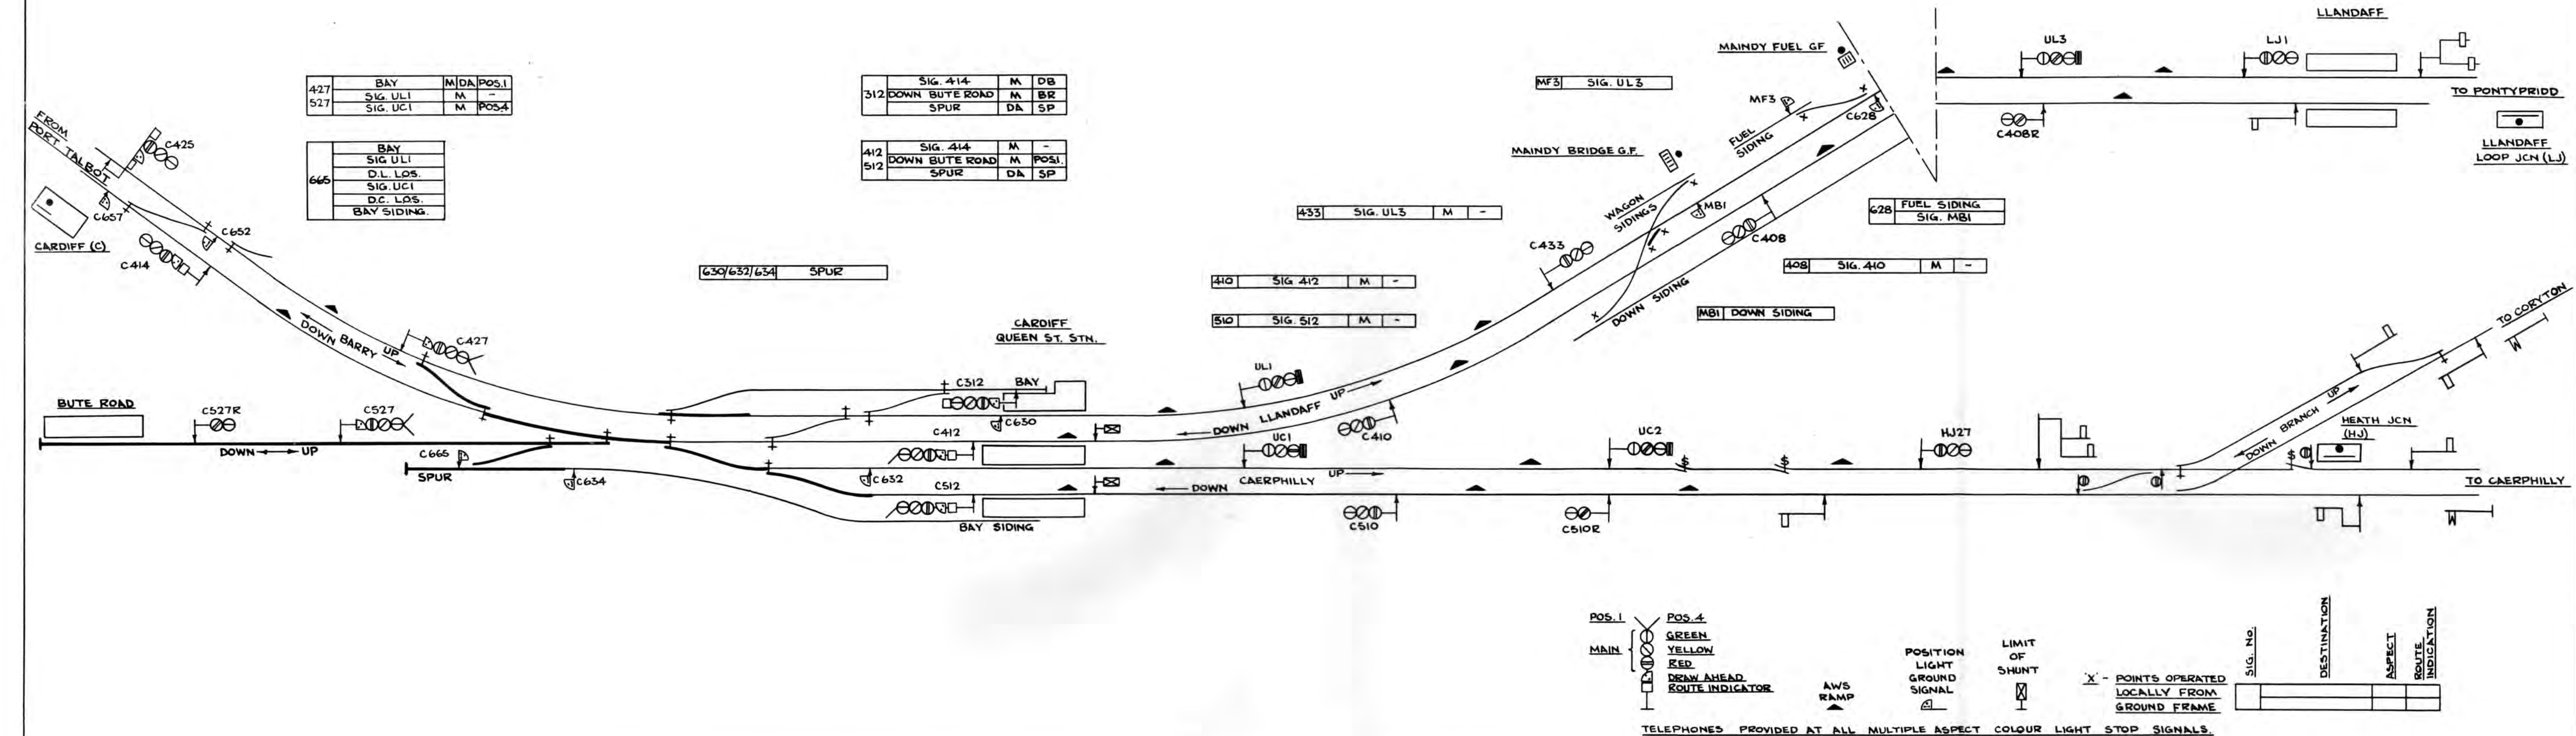 LLANDAFF
UL3
LJ1
TO PONTYPRIDD
C408R
LLANDAFF
LOOP JCN (LJ)
MAINDY FUEL GF
MF3 SIG. UL3
MF3
C628
FUEL
SIDING
MAINDY BRIDGE G.F.
427
527
BAY M DA POS.1
SIG. UL1 M -
SIG. UC1 M POS.4
312
SIG. 414 M DB
DOWN BUTE ROAD M BR
SPUR DA SP
665
BAY
SIG UL1
D.L. LOS.
SIG. UC1
D.C. LOS.
BAY SIDING.
412
512
SIG. 414 M -
DOWN BUTE ROAD M POS.1.
SPUR DA SP
FROM
PORT TALBOT
C425
C657
C652
CARDIFF (C)
C414
433 SIG. UL3 M -
WAGON
SIDINGS
MB1
C433
C408
628
FUEL SIDING
SIG. MB1
630/632/634 SPUR
410 SIG 412 M -
408 SIG. 410 M -
510 SIG. 512 M -
DOWN SIDING
MB1 DOWN SIDING
TO CORYTON
DOWN BARRY UP
C427
CARDIFF
QUEEN ST. STN.
C312 BAY
C630
UL1
DOWN LLANDAFF UP
C410
BUTE ROAD
C527R
C527
C412
UC1
UC2
HJ27
DOWN BRANCH UP
HEATH JCN
(HJ)
$
DOWN UP
C665
SPUR
C634
C632
C512
BAY SIDING
DOWN CAERPHILLY UP
$
$
TO CAERPHILLY
C510
C510R
POS. 1 POS. 4
MAIN
GREEN
YELLOW
RED
DRAW AHEAD
ROUTE INDICATOR
AWS
RAMP
POSITION
LIGHT
GROUND
SIGNAL
LIMIT
OF
SHUNT
'X' - POINTS OPERATED
LOCALLY FROM
GROUND FRAME
SIG. NO.
DESTINATION
ASPECT
ROUTE
INDICATION
TELEPHONES PROVIDED AT ALL MULTIPLE ASPECT COLOUR LIGHT STOP SIGNALS.